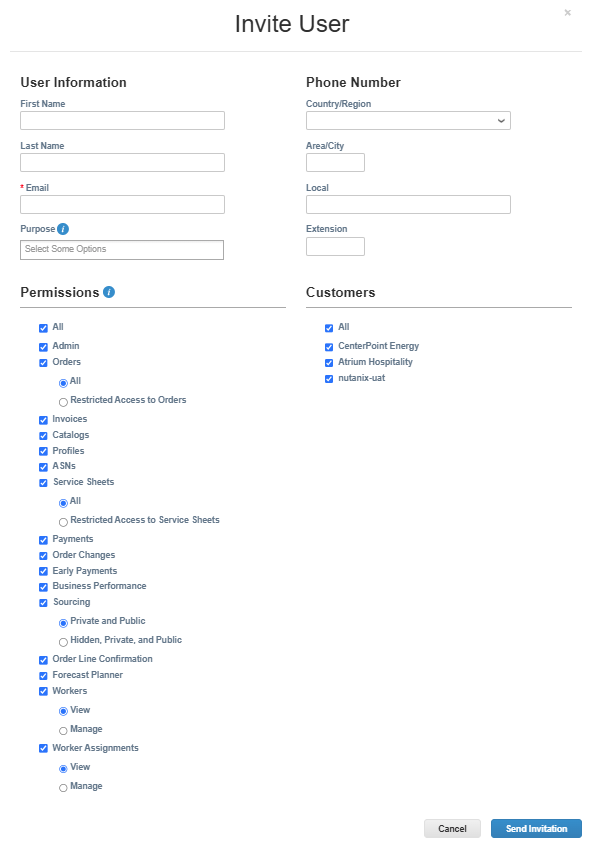 ×
Invite User
User Information
First Name
Last Name
* Email
Purpose i
Select Some Options
Phone Number
Country/Region
Area/City
Local
Extension
Permissions i
All
Admin
Orders
All
Restricted Access to Orders
Invoices
Catalogs
Profiles
ASNs
Service Sheets
All
Restricted Access to Service Sheets
Payments
Order Changes
Early Payments
Business Performance
Sourcing
Private and Public
Hidden, Private, and Public
Order Line Confirmation
Forecast Planner
Workers
View
Manage
Worker Assignments
View
Manage
Customers
All
CenterPoint Energy
Atrium Hospitality
nutanix-uat
Cancel
Send Invitation